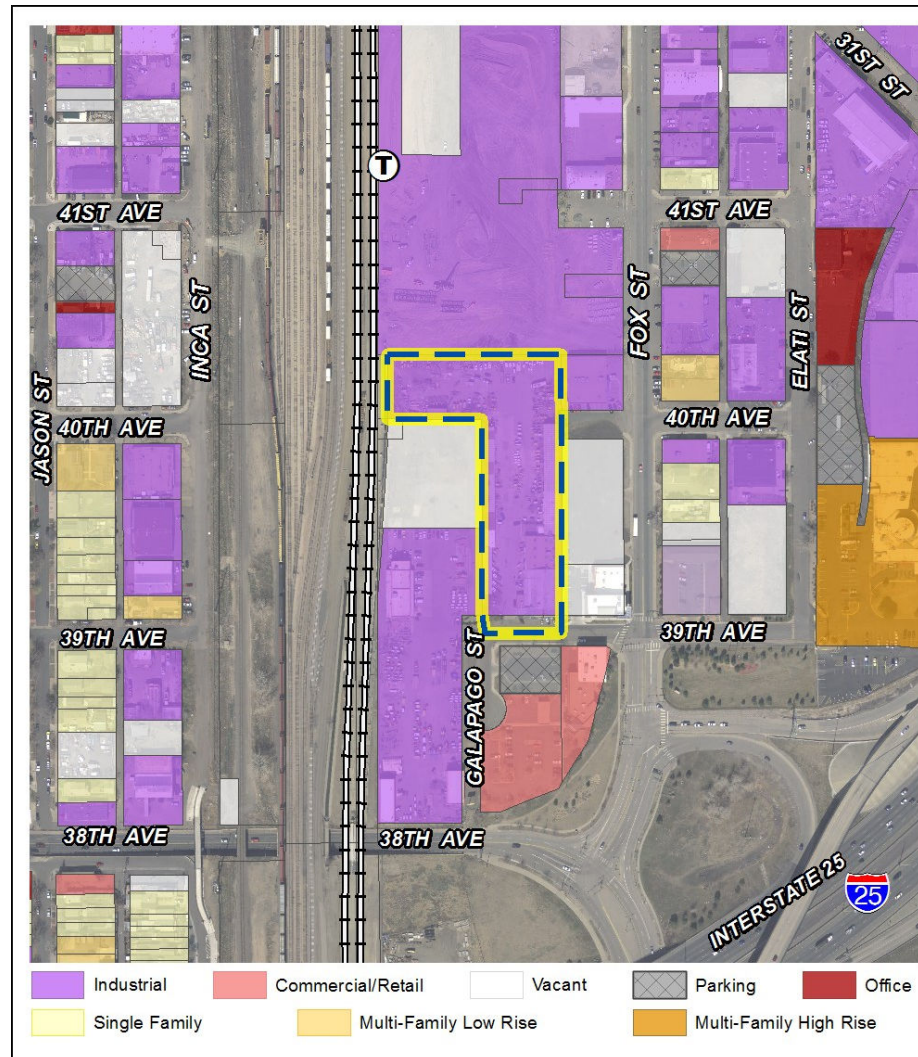 31ST ST
T
41ST AVE
41ST AVE
INCA ST
FOX ST
ELATI ST
JASON ST
40TH AVE
40TH AVE
39TH AVE
39TH AVE
GALAPAGO ST
38TH AVE
38TH AVE
INTERSTATE 25
25
Industrial
Commercial/Retail
Vacant
Parking
Office
Single Family
Multi-Family Low Rise
Multi-Family High Rise